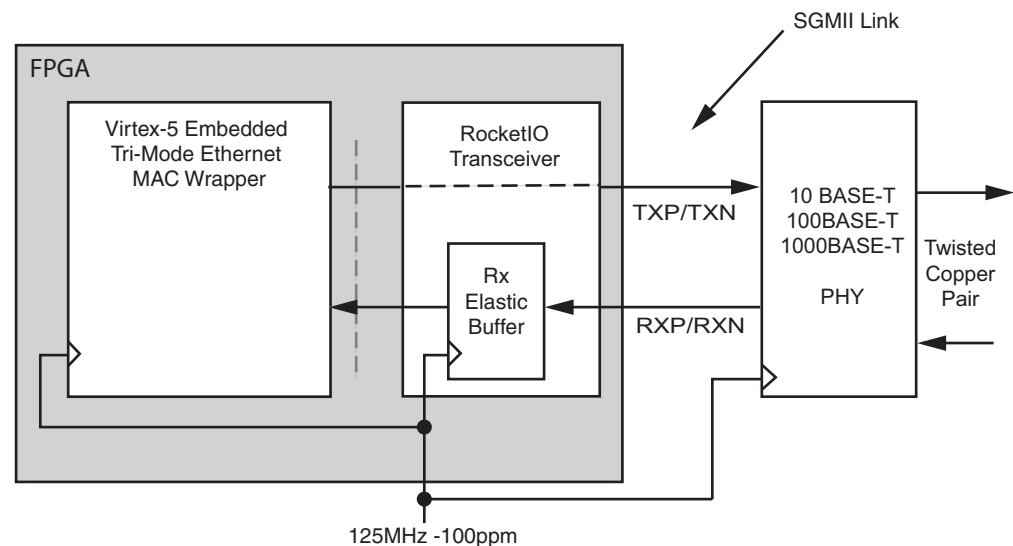 SGMII Link
FPGA
Virtex-5 Embedded
Tri-Mode Ethernet
MAC Wrapper
RocketIO
Transceiver
TXP/TXN
10 BASE-T
100BASE-T
1000BASE-T
PHY
Twisted
Copper
Pair
Rx
Elastic
Buffer
RXP/RXN
125MHz -100ppm